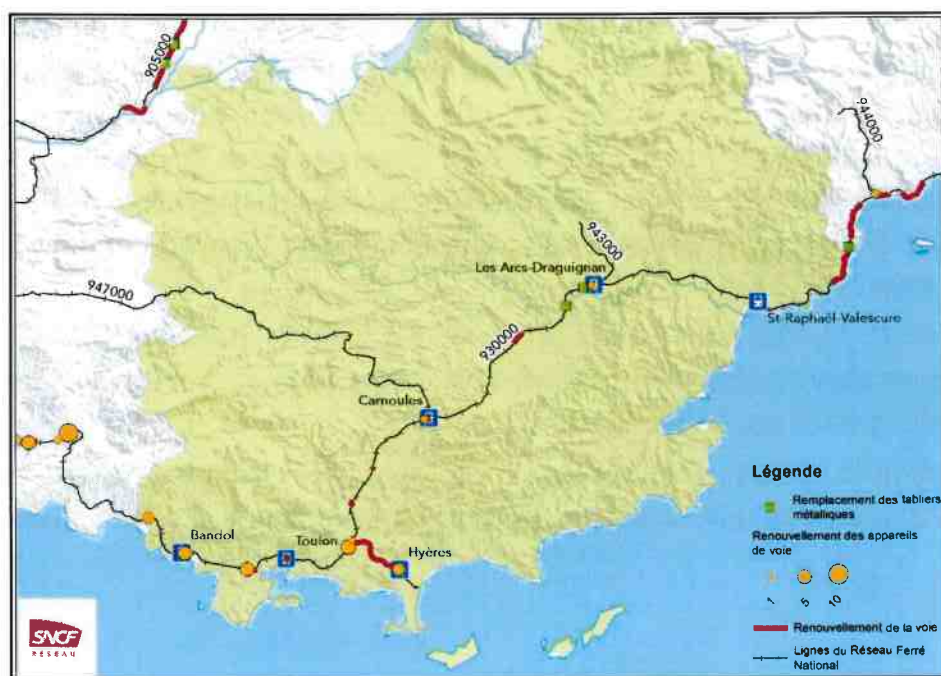 905000
944000
943000
Les Arcs-Draguignan
947000
St-Raphaël-Valescure
930000
Carnoules
Légende
Remplacement des tabliers
métalliques
Renouvellement des appareils
de voie
1 5 10
Bandol
Toulon
Hyères
Renouvellement de la voie
Lignes du Réseau Ferré
National
SNCF
RÉSEAU